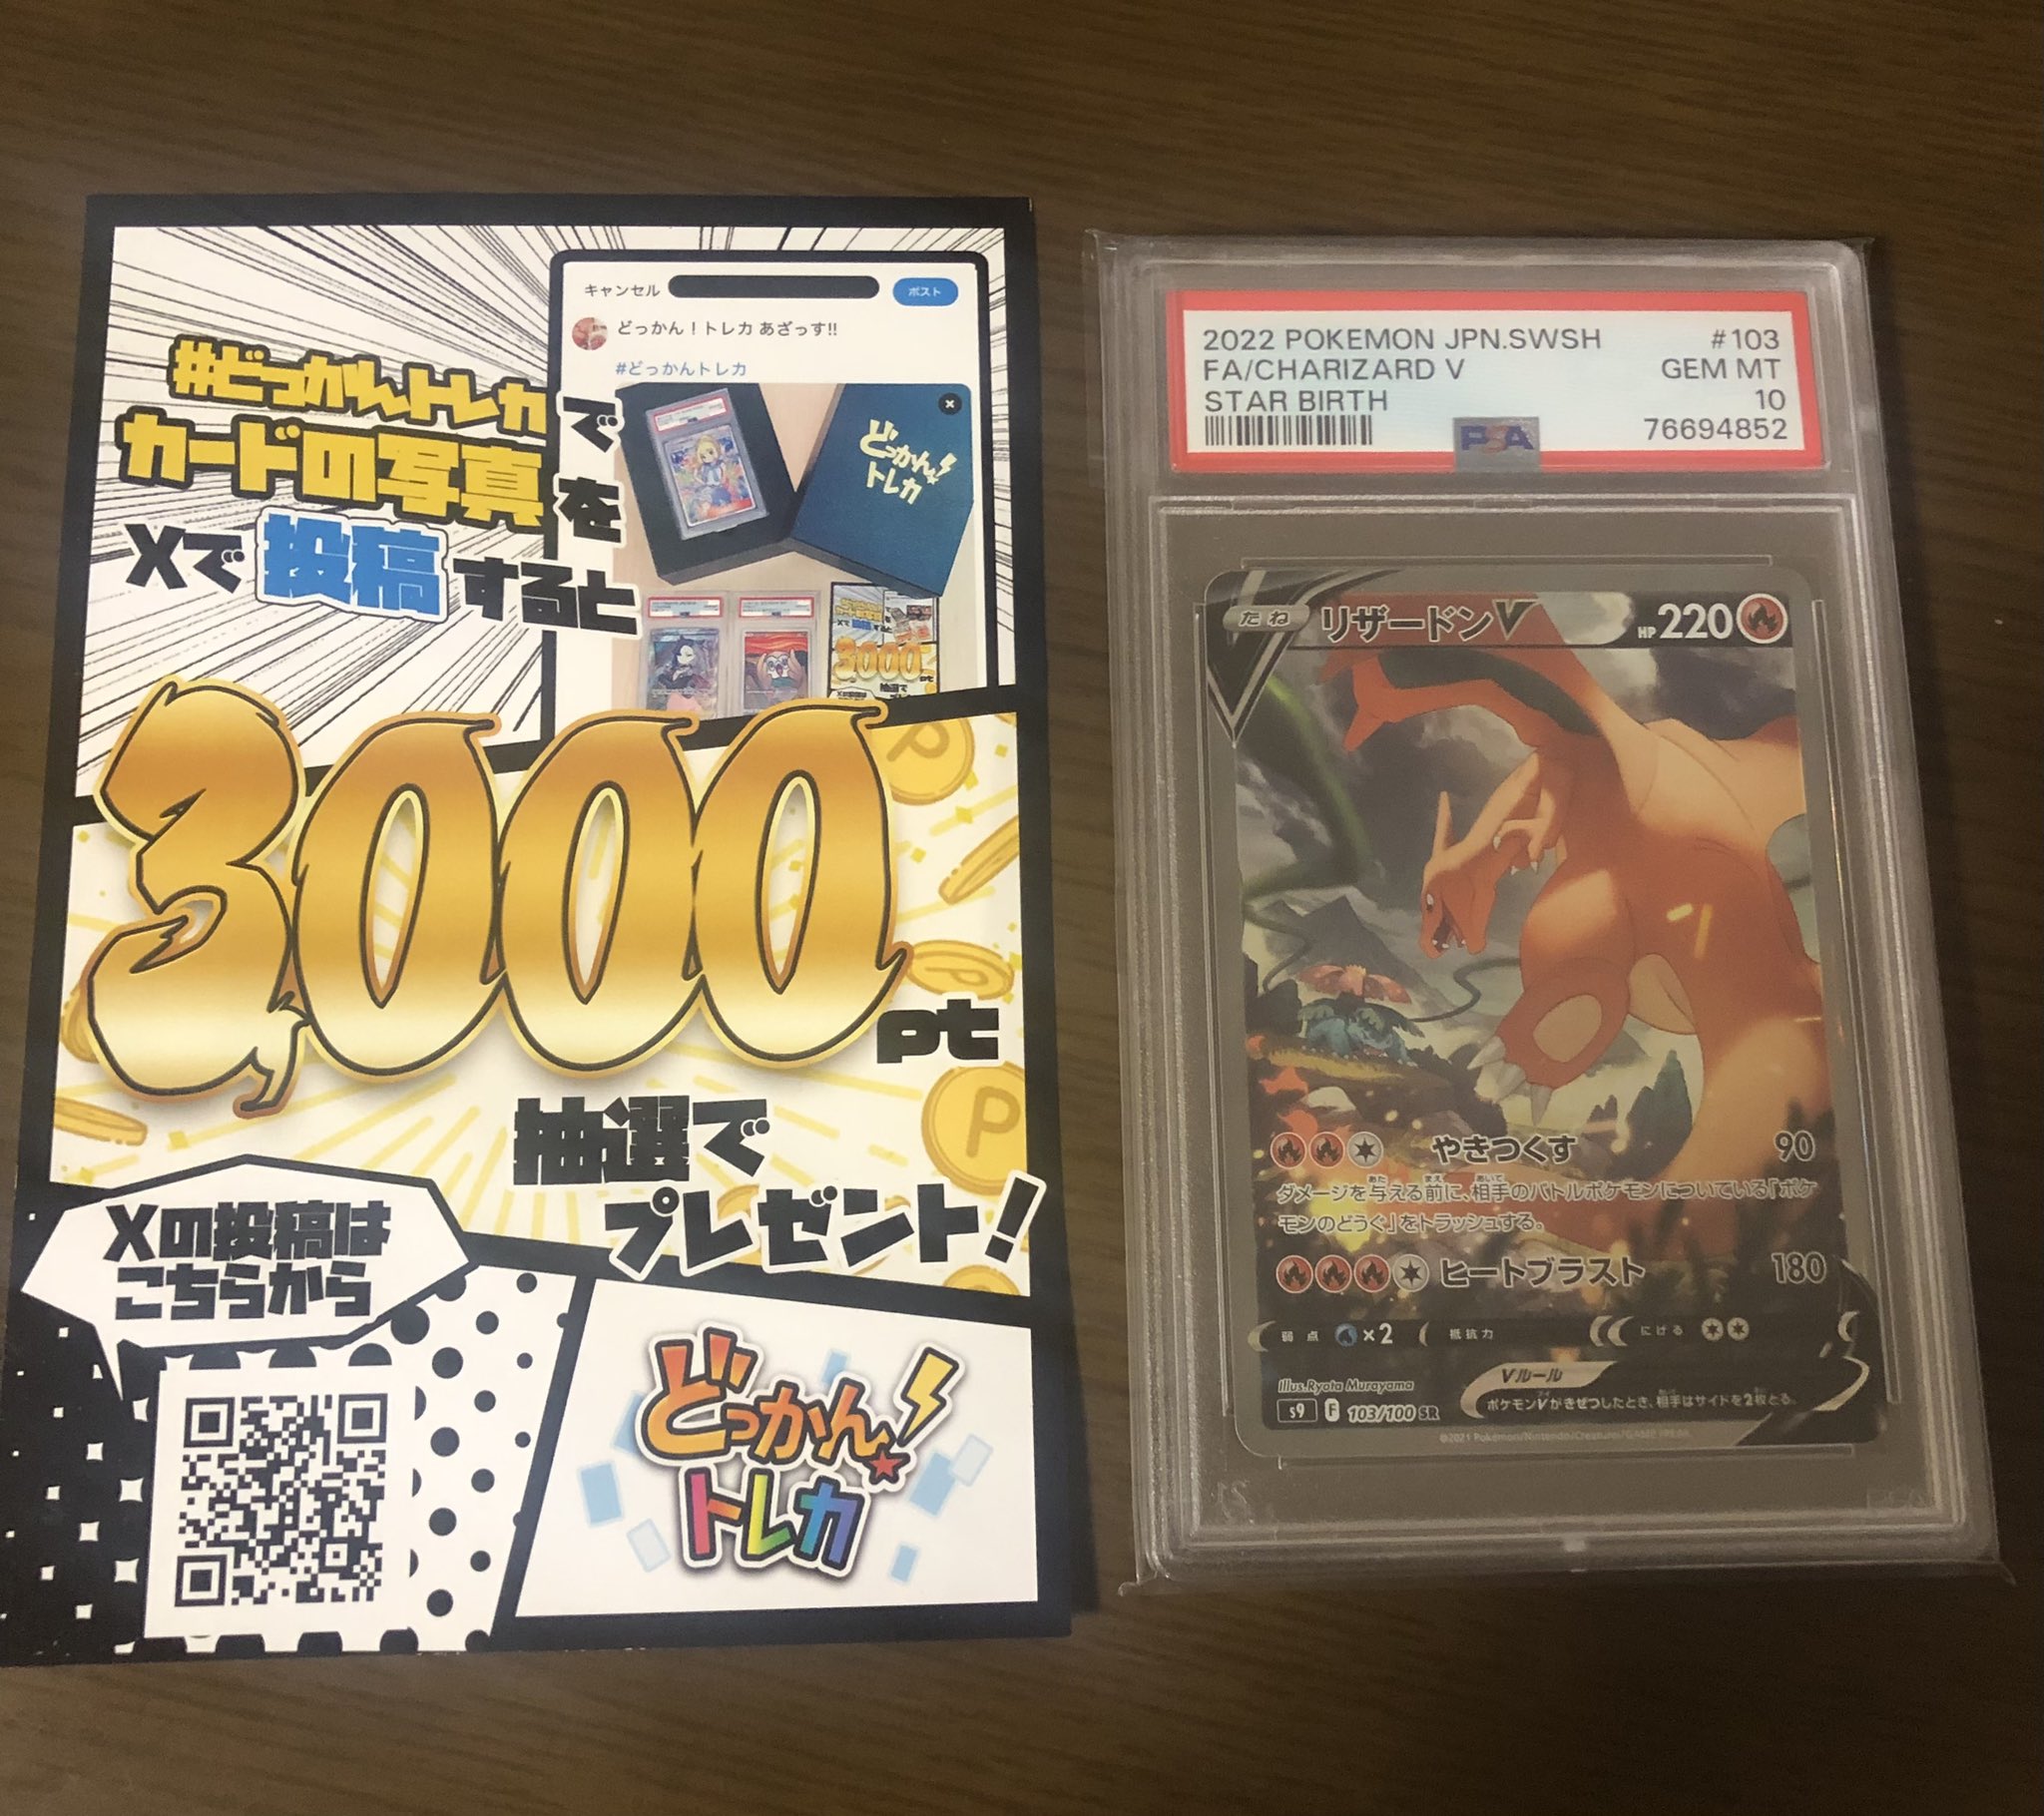 キャンセル
ポスト
どっかん！トレカ あざっす!!
#どっかんトレカ
どっかん！
トレカ
#どっかんトレカで
カードの写真を
Xで投稿すると
3000
pt
3000pt
抽選で
プレゼント！
Xの投稿は
こちらから
どっかん！
トレカ
2022 POKEMON JPN.SWSH #103
FA/CHARIZARD V GEM MT
STAR BIRTH 10
PSA 76694852
たね リザードンV HP220
やきつくす 90
ダメージを与える前に、相手のバトルポケモンについている「ポケ
モンのどうぐ」をトラッシュする。
ヒートブラスト 180
弱点 ×2 抵抗力 にげる
Vルール
ポケモンVがきぜつしたとき、相手はサイドを2枚とる。
Illus.Ryota Murayama
s9 F 103/100 SR
©2021 Pokémon/Nintendo/Creatures/GAME FREAK